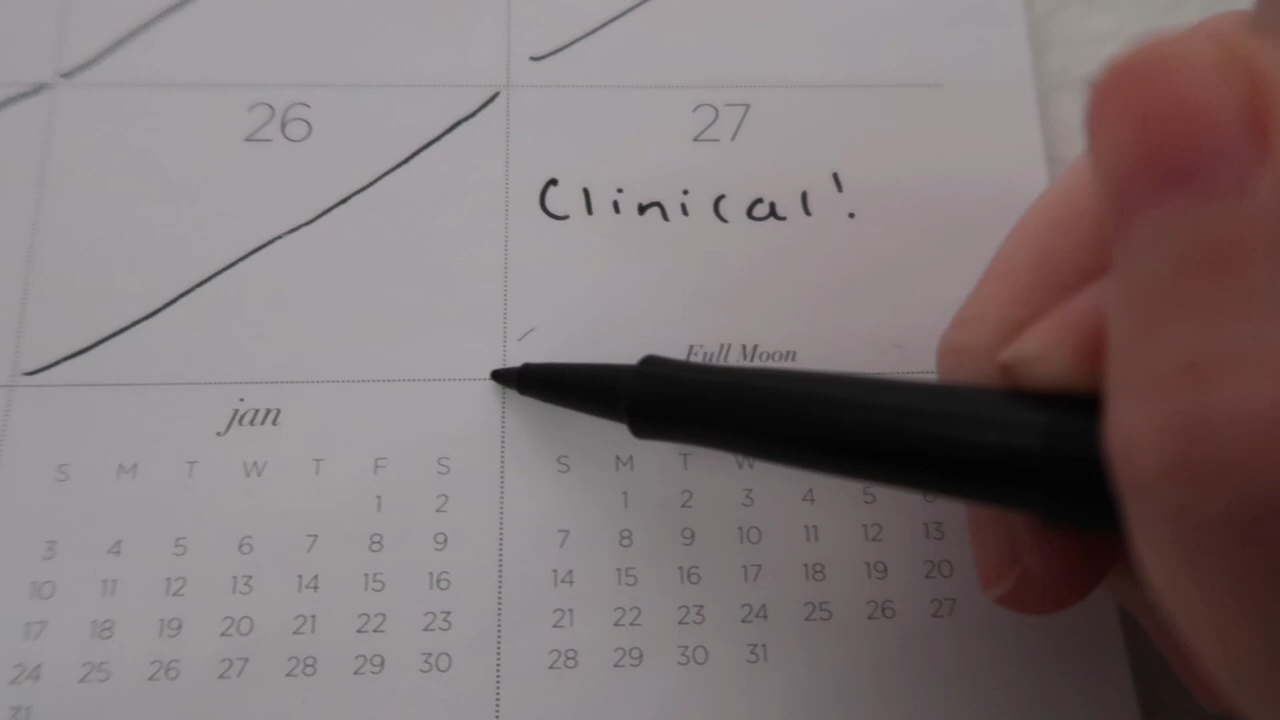 26
27
Clinical!
Full Moon
jan
S M T W T F S
1 2
3 4 5 6 7 8 9
10 11 12 13 14 15 16
17 18 19 20 21 22 23
24 25 26 27 28 29 30
31
S M T W
1 2 3 4 5 6
7 8 9 10 11 12 13
14 15 16 17 18 19 20
21 22 23 24 25 26 27
28 29 30 31